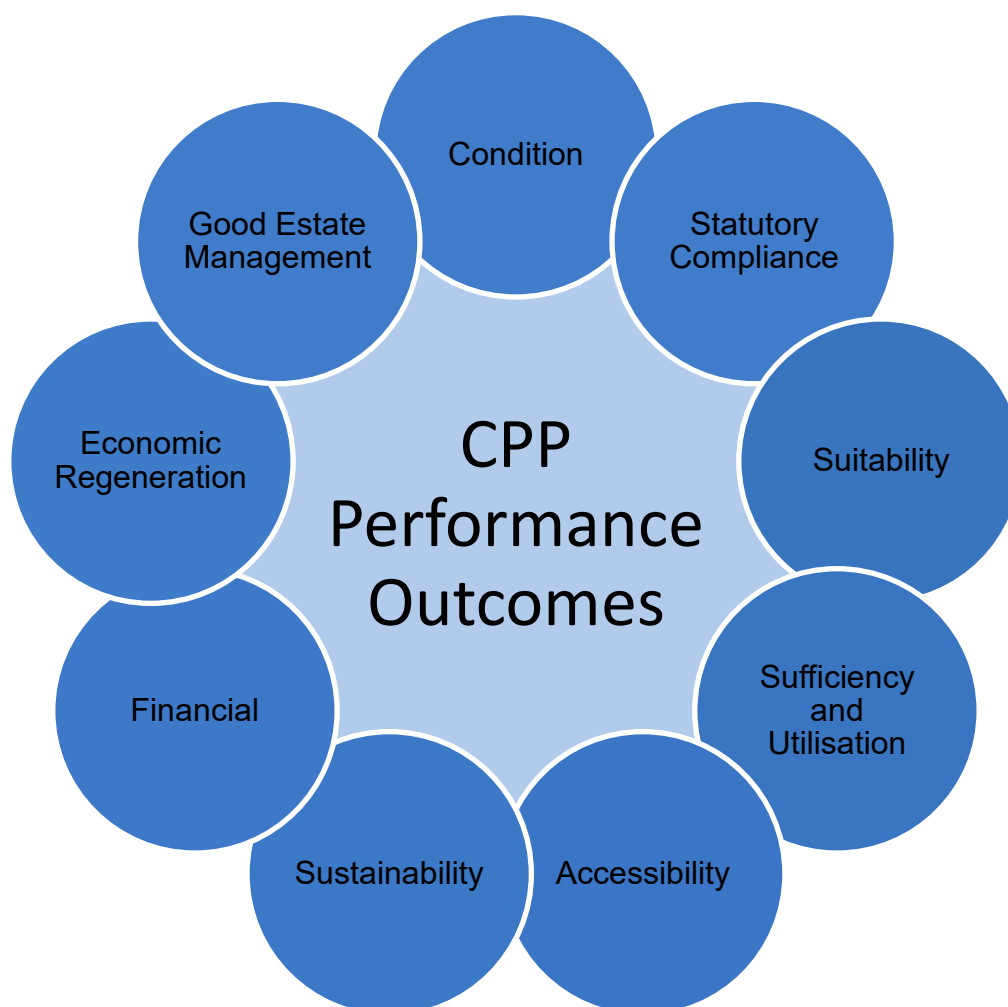 Condition
Statutory
Compliance
Suitability
Sufficiency
and
Utilisation
Accessibility
Sustainability
Financial
Economic
Regeneration
Good Estate
Management
CPP
Performance
Outcomes